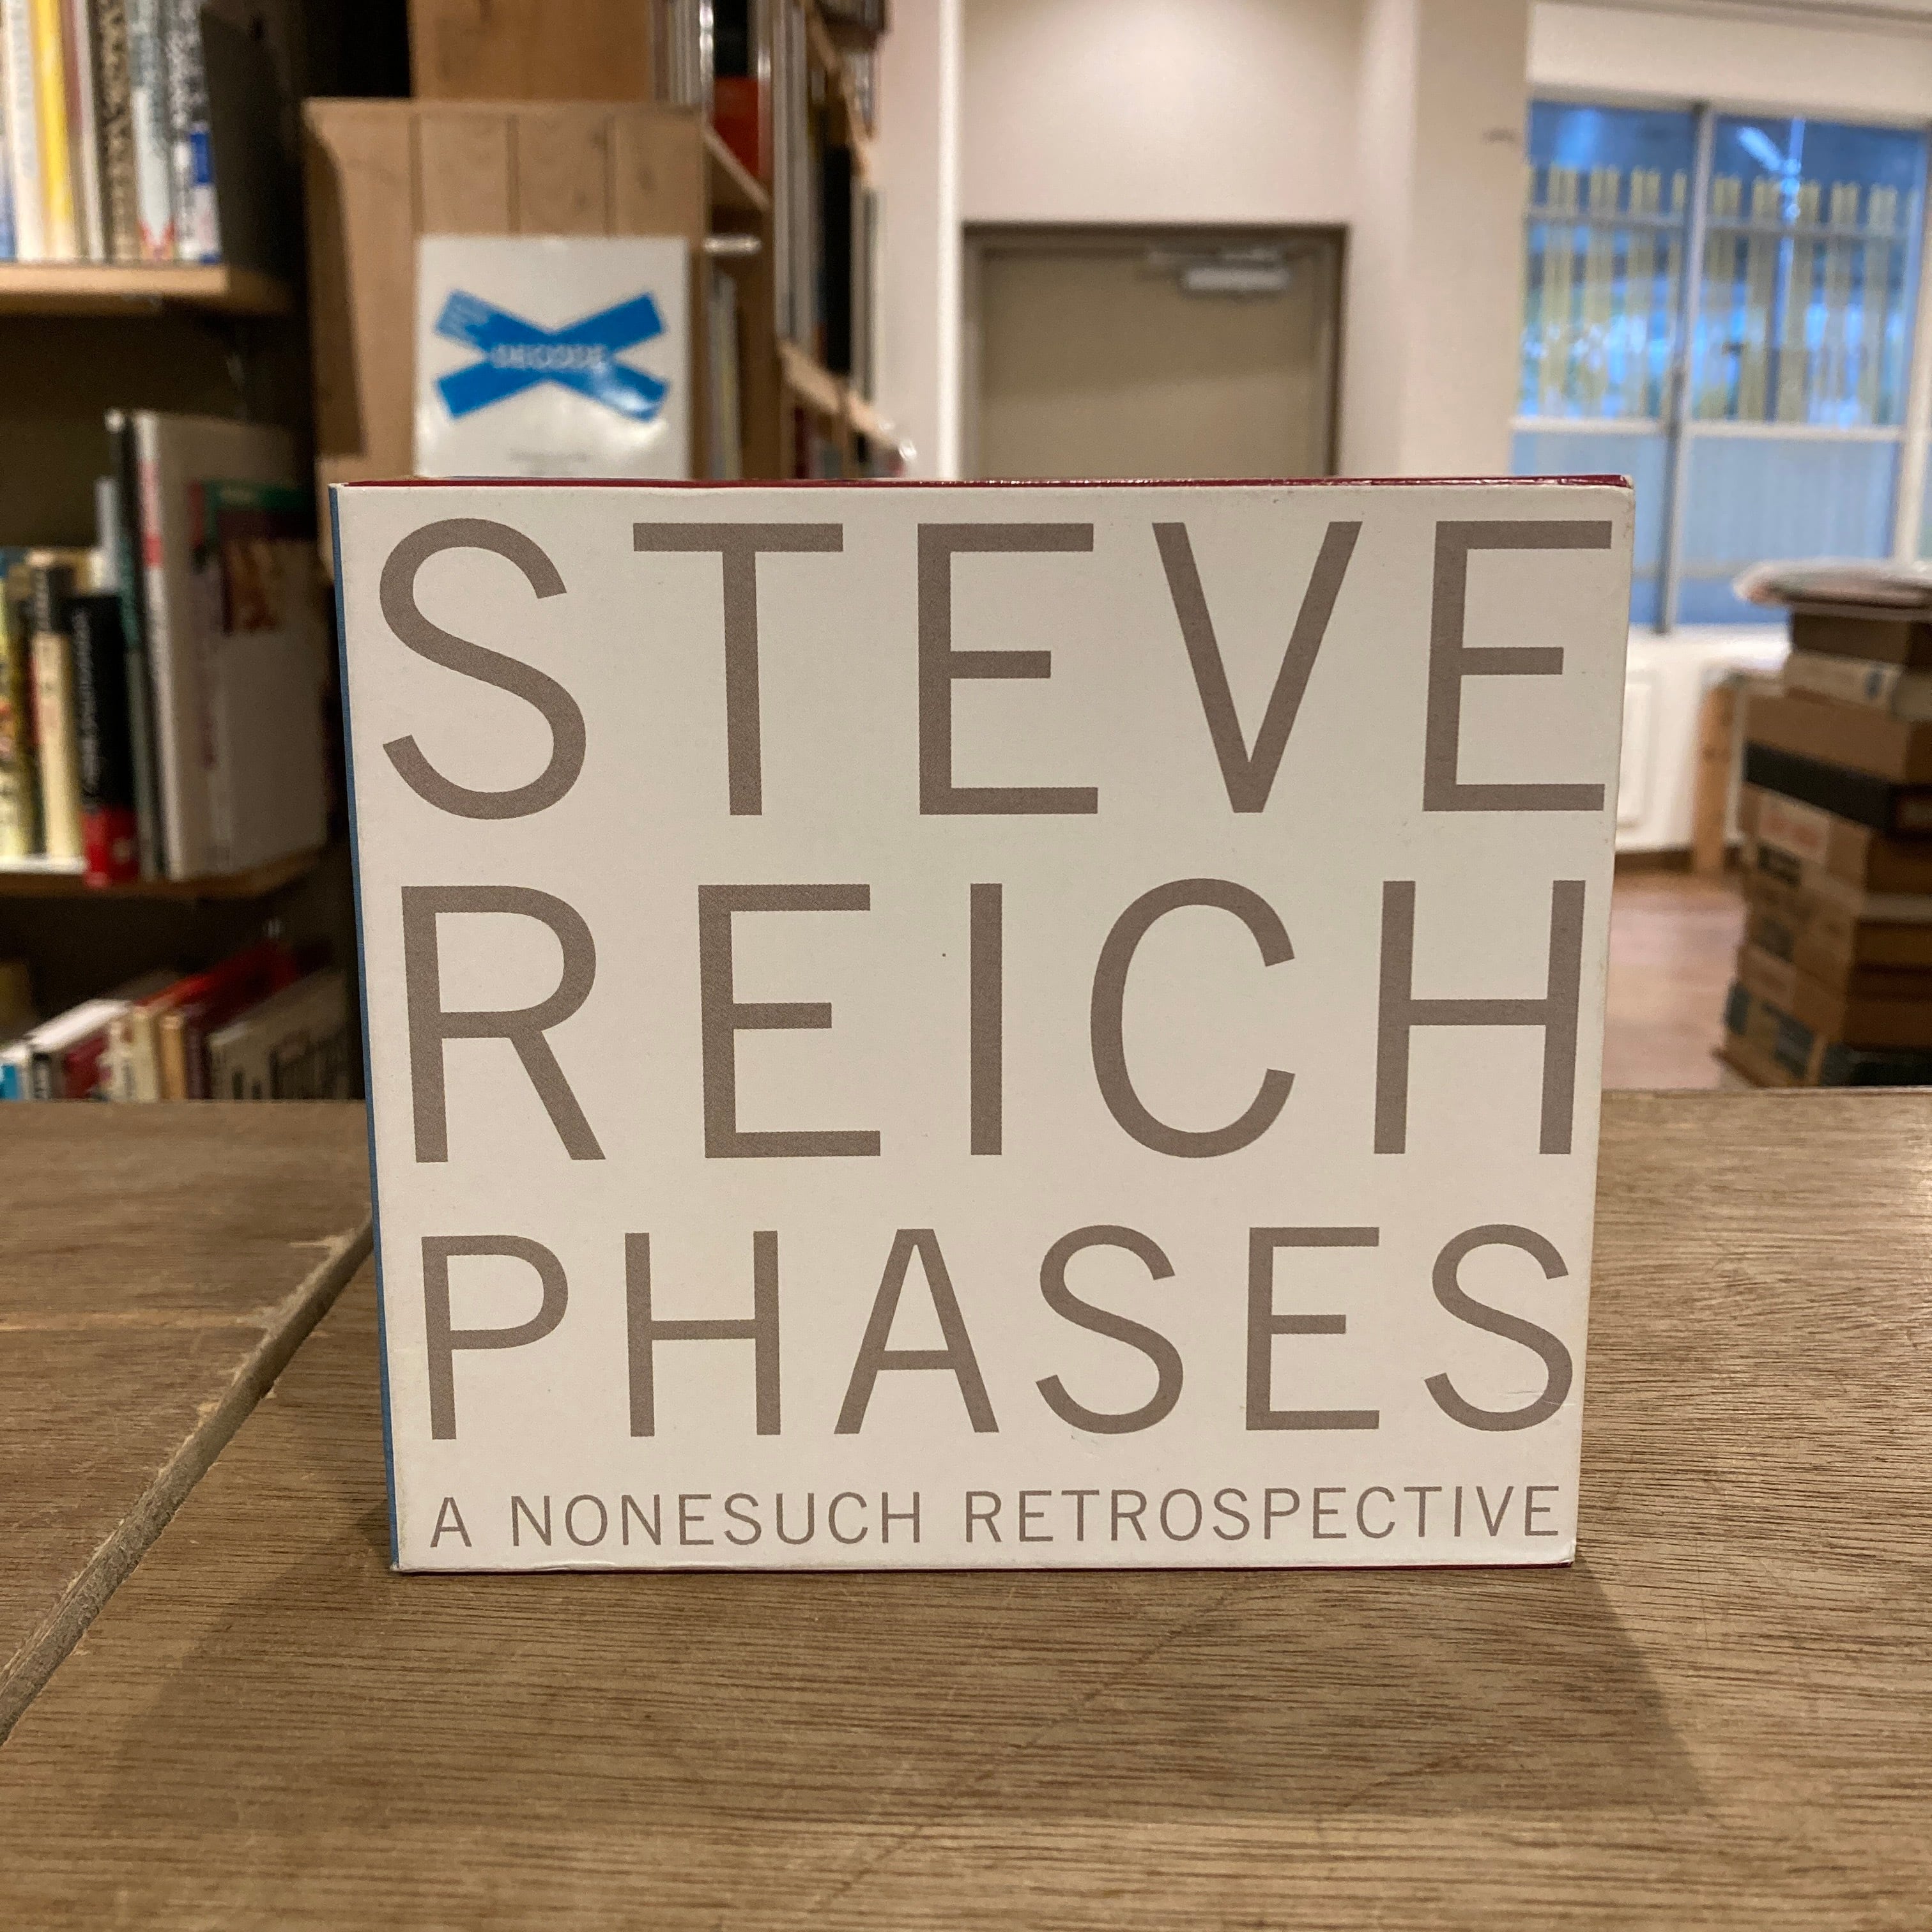 STEVE
REICH
PHASES
A NONESUCH RETROSPECTIVE